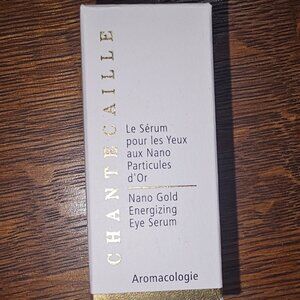 CHANTECAILLE
Le Sérum
pour les Yeux
aux Nano
Particules
d'Or
Nano Gold
Energizing
Eye Serum
Aromacologie